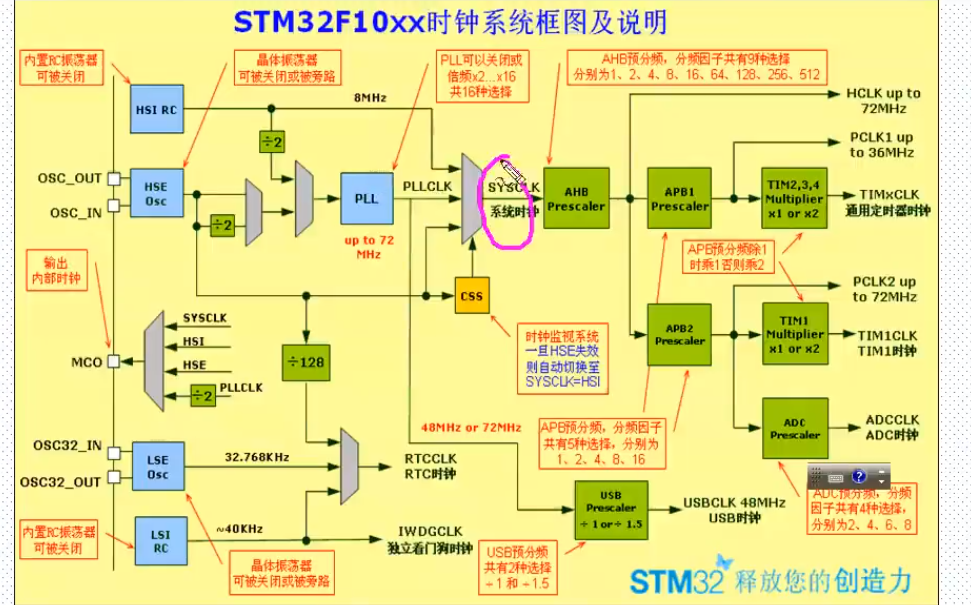 STM32F10xx时钟系统框图及说明
内置RC振荡器
可被关闭
晶体振荡器
可被关闭或被旁路
PLL可以关闭或
倍频x2...x16
共16种选择
AHB预分频，分频因子共有9种选择
分别为1、2、4、8、16、64、128、256、512
HSI RC
8MHz
÷2
HCLK up to
72MHz
PCLK1 up
to 36MHz
OSC_OUT
OSC_IN
HSE
Osc
÷2
PLL
PLLCLK
up to 72
MHz
SYSCLK
系统时钟
AHB
Prescaler
APB1
Prescaler
TIM2,3,4
Multiplier
x1 or x2
TIMxCLK
通用定时器时钟
APB预分频除1
时乘1否则乘2
输出
内部时钟
CSS
PCLK2 up
to 72MHz
APB2
Prescaler
TIM1
Multiplier
x1 or x2
TIM1CLK
TIM1时钟
时钟监视系统
一旦HSE失效
则自动切换至
SYSCLK=HSI
MCO
SYSCLK
HSI
HSE
÷2
PLLCLK
÷128
48MHz or 72MHz
APB预分频，分频因子
共有5种选择，分别为
1、2、4、8、16
ADC
Prescaler
ADCCLK
ADC时钟
OSC32_IN
OSC32_OUT
LSE
Osc
32.768KHz
RTCCLK
RTC时钟
USB
Prescaler
÷ 1 or ÷ 1.5
USBCLK 48MHz
USB时钟
ADC预分频，分频
因子共有4种选择，
分别为2、4、6、8
内置RC振荡器
可被关闭
LSI
RC
~40KHz
IWDGCLK
独立看门狗时钟
晶体振荡器
可被关闭或被旁路
USB预分频
共有2种选择
÷1 和 ÷1.5
STM32 释放您的创造力